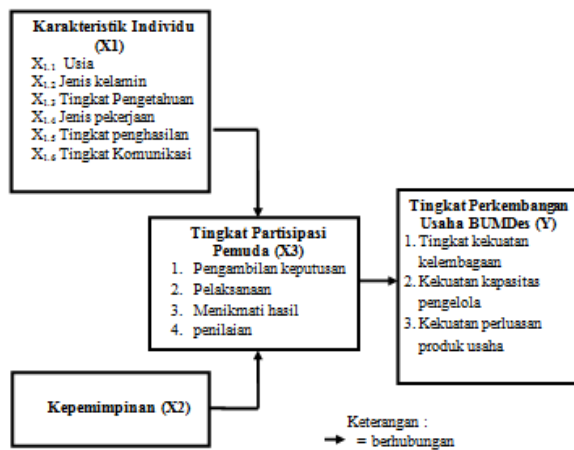 Karakteristik Individu
(X1)
X1.1 Usia
X1.2 Jenis kelamin
X1.3 Tingkat Pengetahuan
X1.4 Jenis pekerjaan
X1.5 Tingkat penghasilan
X1.6 Tingkat Komunikasi
Tingkat Partisipasi
Pemuda (X3)
1. Pengambilan keputusan
2. Pelaksanaan
3. Menikmati hasil
4. penilaian
Tingkat Perkembangan
Usaha BUMDes (Y)
1. Tingkat kekuatan
kelembagaan
2. Kekuatan kapasitas
pengelola
3. Kekuatan perluasan
produk usaha
Kepemimpinan (X2)
Keterangan :
= berhubungan